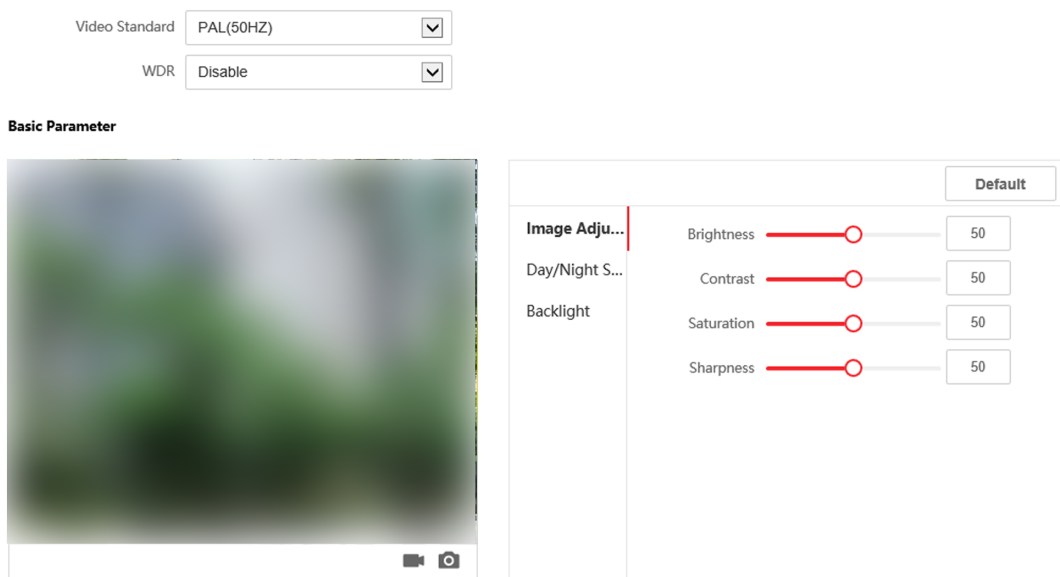 Video Standard PAL(50HZ)
WDR Disable
Basic Parameter
Default
Image Adju...
Day/Night S...
Backlight
Brightness 50
Contrast 50
Saturation 50
Sharpness 50